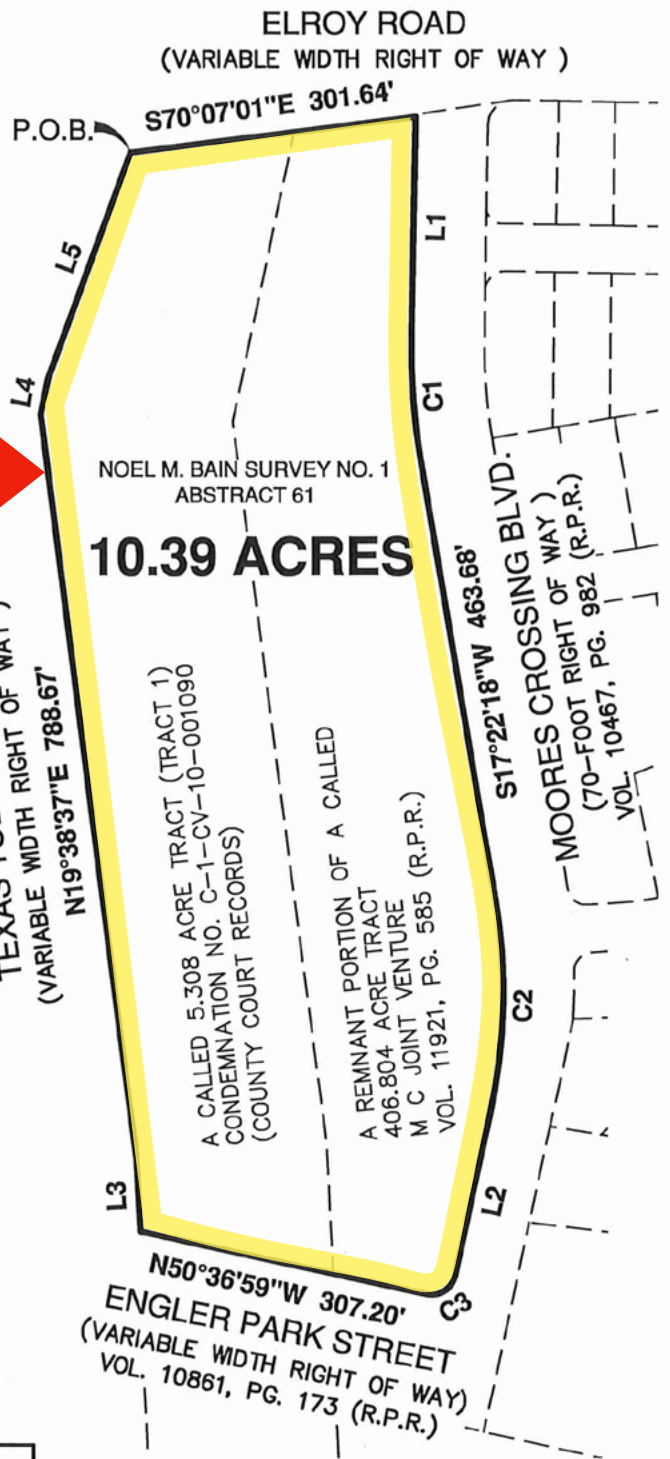 ELROY ROAD
(VARIABLE WIDTH RIGHT OF WAY )
S70°07'01"E 301.64'
P.O.B.
L5
L1
L4
C1
NOEL M. BAIN SURVEY NO. 1
ABSTRACT 61
10.39 ACRES
TEXAS
(VARIABLE WIDTH RIGHT OF WAY )
N19°38'37"E 788.67'
A CALLED 5.308 ACRE TRACT (TRACT 1)
CONDEMNATION NO. C-1-CV-10-001090
(COUNTY COURT RECORDS)
A REMNANT PORTION OF A CALLED
406.804 ACRE TRACT
M C JOINT VENTURE
VOL. 11921, PG. 585 (R.P.R.)
S17°22'18"W 463.68'
MOORES CROSSING BLVD.
(70-FOOT RIGHT OF WAY )
VOL. 10467, PG. 982 (R.P.R.)
C2
L3
L2
C3
N50°36'59"W 307.20'
ENGLER PARK STREET
(VARIABLE WIDTH RIGHT OF WAY)
VOL. 10861, PG. 173 (R.P.R.)